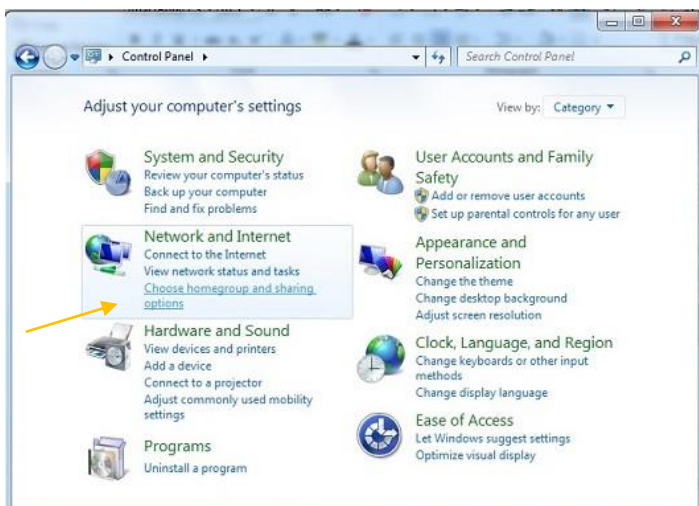 Control Panel
Search Control Panel
Adjust your computer's settings
View by: Category
System and Security
Review your computer's status
Back up your computer
Find and fix problems
Network and Internet
Connect to the Internet
View network status and tasks
Choose homegroup and sharing
options
Hardware and Sound
View devices and printers
Add a device
Connect to a projector
Adjust commonly used mobility
settings
Programs
Uninstall a program
User Accounts and Family
Safety
Add or remove user accounts
Set up parental controls for any user
Appearance and
Personalization
Change the theme
Change desktop background
Adjust screen resolution
Clock, Language, and Region
Change keyboards or other input
methods
Change display language
Ease of Access
Let Windows suggest settings
Optimize visual display